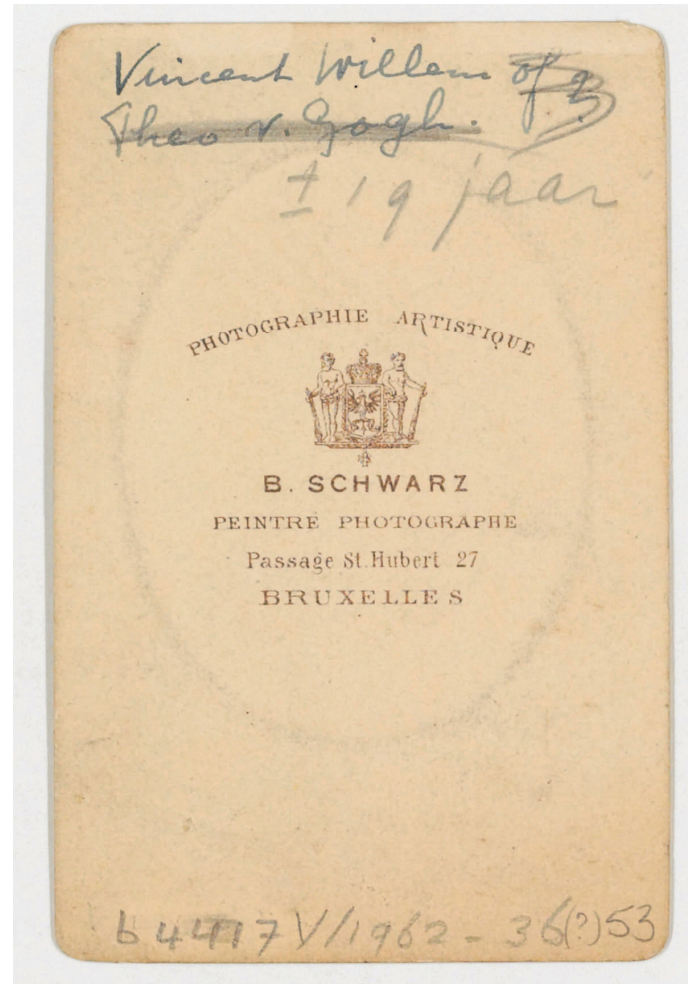 Vincent Willem of
Theo v. Gogh.
± 19 jaar
PHOTOGRAPHIE ARTISTIQUE
B. SCHWARZ
PEINTRE PHOTOGRAPHE
Passage St. Hubert 27
BRUXELLES
b 4417 V/1962 - 36(?)53